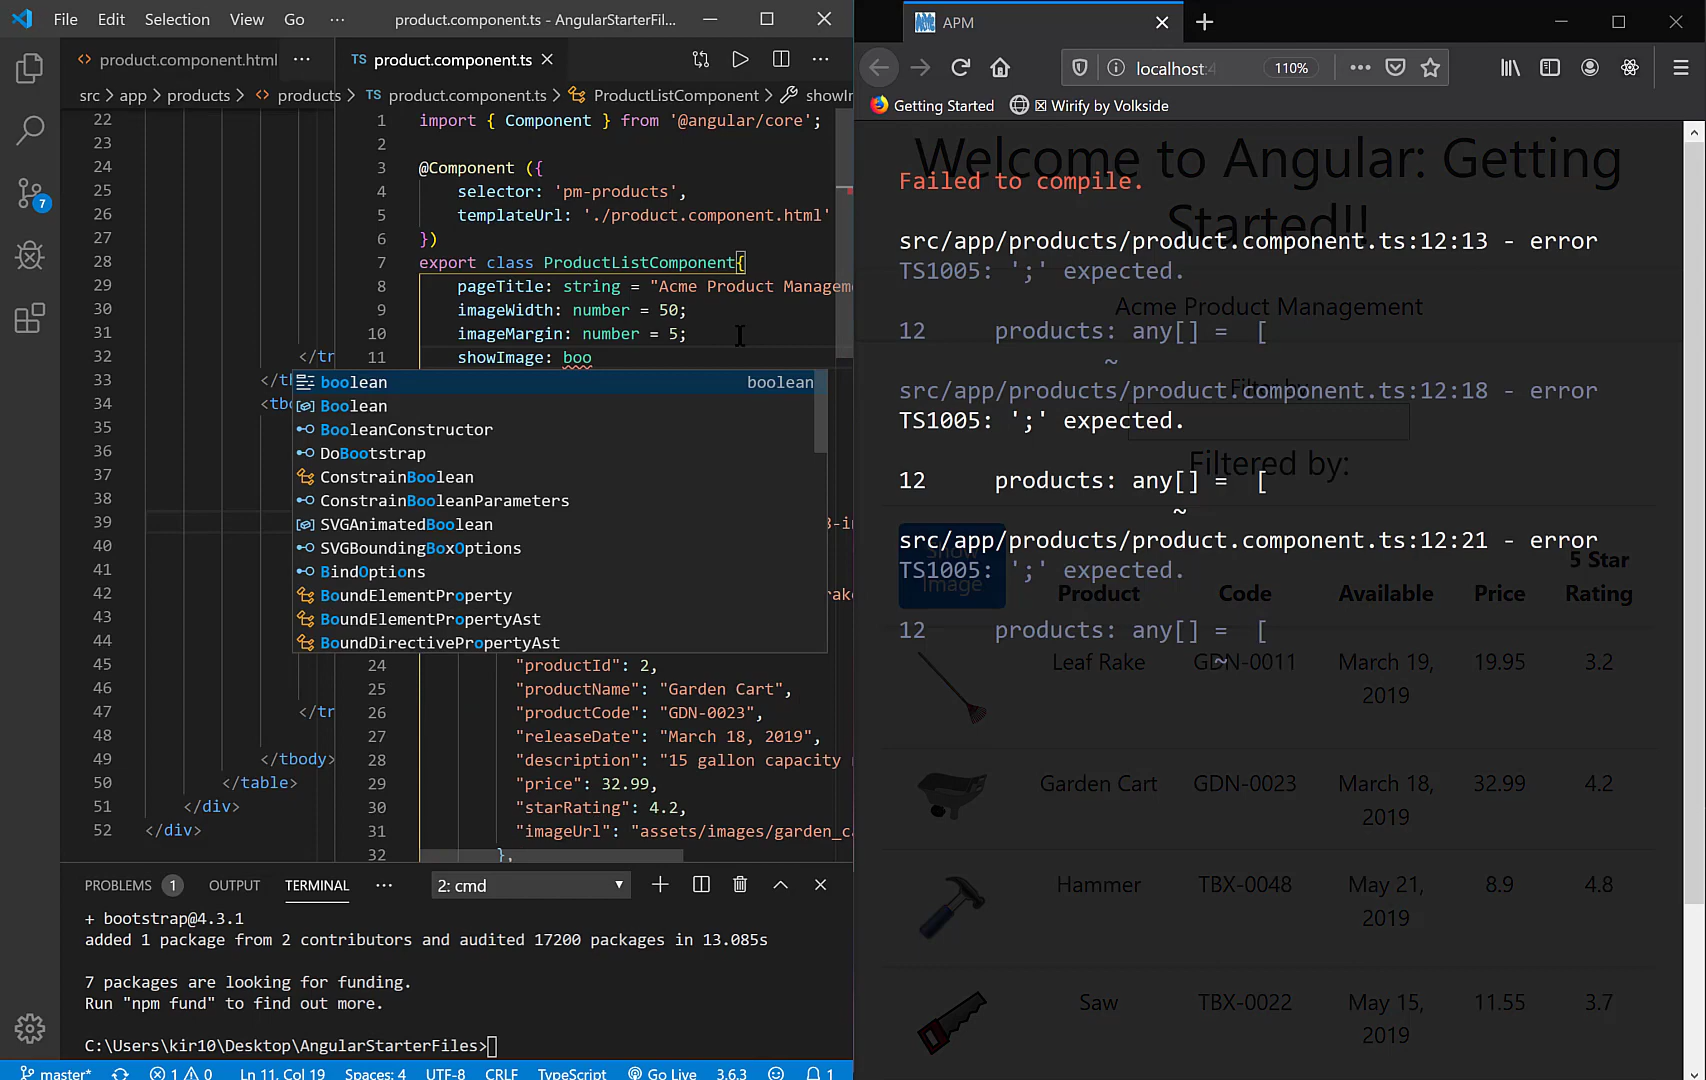 File Edit Selection View Go ··· product.component.ts - AngularStarterFil...
product.component.html ··· TS product.component.ts
src > app > products > products > TS product.component.ts > ProductListComponent >
22
23
24
25
26
27
28
29
30
31
32 </tr
33
34
35
36
37
38
39
40
41
42
43
44
45
46
47 </tr
48
49 </tbody>
50 </table>
51 </div>
52 </div>
1 import { Component } from '@angular/core';
2
3 @Component ({
4 selector: 'pm-products',
5 templateUrl: './product.component.html'
6 })
7 export class ProductListComponent{
8 pageTitle: string = "Acme Product Manageme
9 imageWidth: number = 50;
10 imageMargin: number = 5;
11 showImage: boo
boolean boolean
Boolean
BooleanConstructor
DoBootstrap
ConstrainBoolean
ConstrainBooleanParameters
SVGAnimatedBoolean
SVGBoundingBoxOptions
BindOptions
BoundElementProperty
BoundElementPropertyAst
BoundDirectivePropertyAst
24 "productId": 2,
25 "productName": "Garden Cart",
26 "productCode": "GDN-0023",
27 "releaseDate": "March 18, 2019",
28 "description": "15 gallon capacity
29 "price": 32.99,
30 "starRating": 4.2,
31 "imageUrl": "assets/images/garden_ca
32 },
PROBLEMS 1 OUTPUT TERMINAL ··· 2: cmd
+ bootstrap@4.3.1
added 1 package from 2 contributors and audited 17200 packages in 13.085s
7 packages are looking for funding.
Run "npm fund" to find out more.
C:\Users\kir10\Desktop\AngularStarterFiles>
7
master* 1 0 Ln 11, Col 19 Spaces: 4 UTF-8 CRLF TypeScript Go Live 3.6.3 1
APM
localhost:4 110%
Getting Started Wirify by Volkside
Welcome to Angular: Getting
Started!!
Failed to compile.
src/app/products/product.component.ts:12:13 - error
TS1005: ';' expected.
Acme Product Management
12 products: any[] = [
~
src/app/products/product.component.ts:12:18 - error
Filter by:
TS1005: ';' expected.
Filtered by:
12 products: any[] = [
~
src/app/products/product.component.ts:12:21 - error
TS1005: ';' expected.
Show
Image
Product Code Available Price 5 Star
Rating
12 products: any[] = [
~
Leaf Rake GDN-0011 March 19,
2019 19.95 3.2
Garden Cart GDN-0023 March 18,
2019 32.99 4.2
Hammer TBX-0048 May 21,
2019 8.9 4.8
Saw TBX-0022 May 15,
2019 11.55 3.7